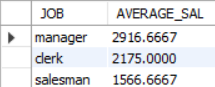 JOB AVERAGE_SAL
manager 2916.6667
clerk 2175.0000
salesman 1566.6667